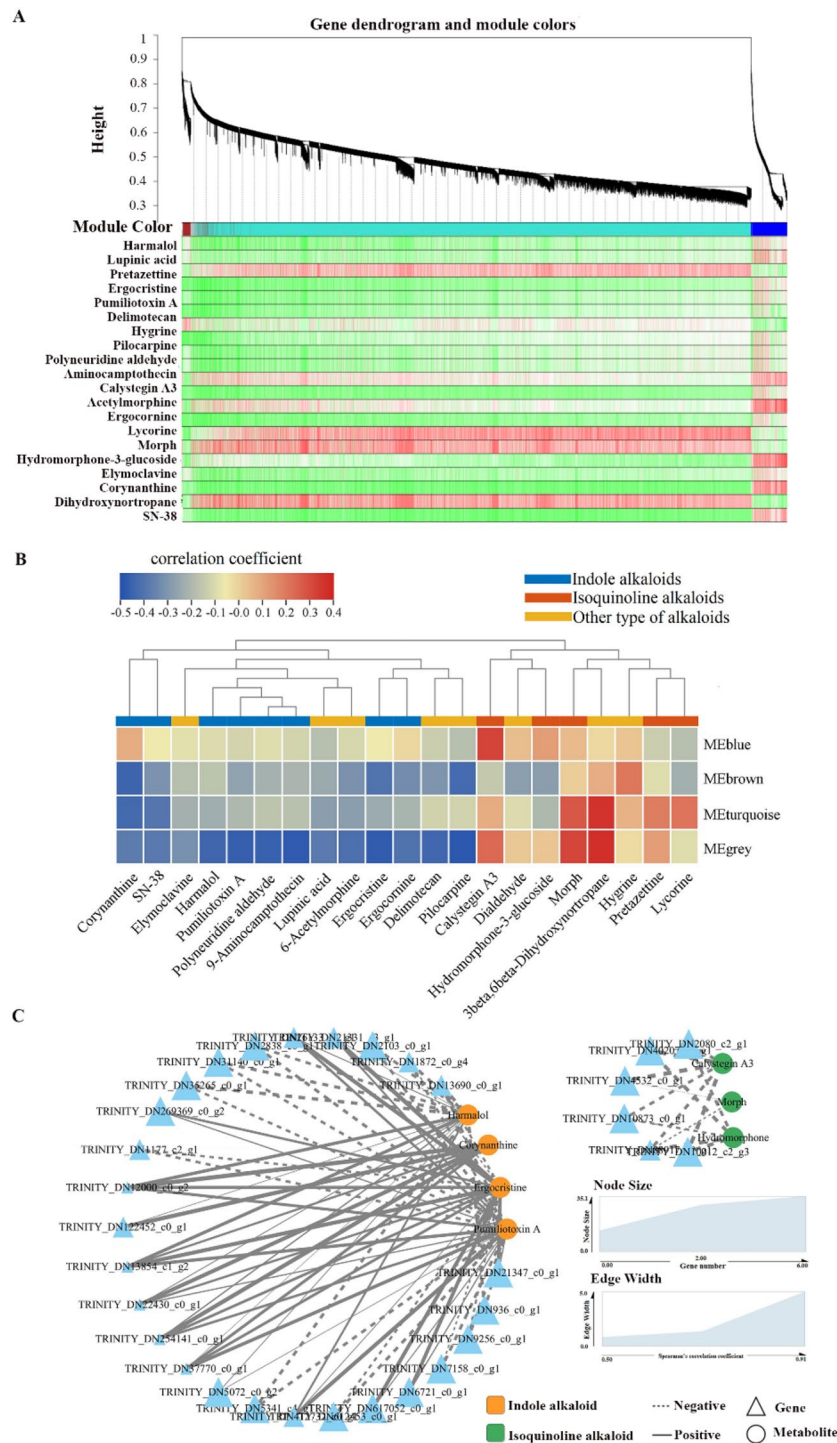 A
Gene dendrogram and module colors
Height
1
0.9
0.8
0.7
0.6
0.5
0.4
0.3
Module Color
Harmalol
Lupinic acid
Pretazettine
Ergocristine
Pumiliotoxin A
Delimotecan
Hygrine
Pilocarpine
Polyneuridine aldehyde
Aminocamptothecin
Calystegin A3
Acetylmorphine
Ergocornine
Lycorine
Morph
Hydromorphone-3-glucoside
Elymoclavine
Corynanthine
Dihydroxynortropane
SN-38
B
correlation coefficient
-0.5 -0.4 -0.3 -0.2 -0.1 -0.0 0.1 0.2 0.3 0.4
Indole alkaloids
Isoquinoline alkaloids
Other type of alkaloids
MEblue
MEbrown
MEturquoise
MEgrey
Corynanthine
SN-38
Elymoclavine
Harmalol
Pumiliotoxin A
Polyneuridine aldehyde
9-Aminocamptothecin
Lupinic acid
6-Acetylmorphine
Ergocristine
Ergocornine
Delimotecan
Pilocarpine
Calystegin A3
Dialdehyde
Hydromorphone-3-glucoside
Morph
3beta,6beta-Dihydroxynortropane
Hygrine
Pretazettine
Lycorine
C
TRINITY_DN2838
TRINITY_DN2103_c0_g1
TRINITY_DN31140_c0_g1
TRINITY_DN1872_c0_g4
TRINITY_DN35265_c0_g1
TRINITY_DN13690_c0_g1
TRINITY_DN269369_c0_g2
Harmalol
TRINITY_DN1177_c2_g1
Corynanthine
TRINITY_DN12000_c0_g2
Ergocristine
TRINITY_DN122452_c0_g1
Pumiliotoxin A
TRINITY_DN13854_c1_g2
TRINITY_DN21347_c0_g1
TRINITY_DN22430_c0_g1
TRINITY_DN936_c0_g1
TRINITY_DN254141_c0_g1
TRINITY_DN9256_c0_g1
TRINITY_DN37770_c0_g1
TRINITY_DN7158_c0_g1
TRINITY_DN5072_c0_g2
TRINITY_DN6721_c0_g1
TRINITY_DN617052_c0_g1
TRINITY_DN2080_c2_g1
Calystegin A3
TRINITY_DN4532_c0_g1
Morph
TRINITY_DN10873_c0_g1
Hydromorphone
Node Size
Node Size
35.1
0.0
0.00 2.00 6.00
Gene number
Edge Width
Edge Width
5.0
0.0
0.50 0.91
Spearman's correlation coefficient
Indole alkaloid
Negative
Gene
Isoquinoline alkaloid
Positive
Metabolite